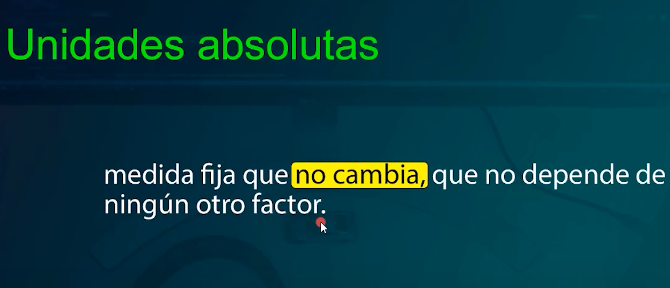 Unidades absolutas
medida fija que no cambia, que no depende de
ningún otro factor.